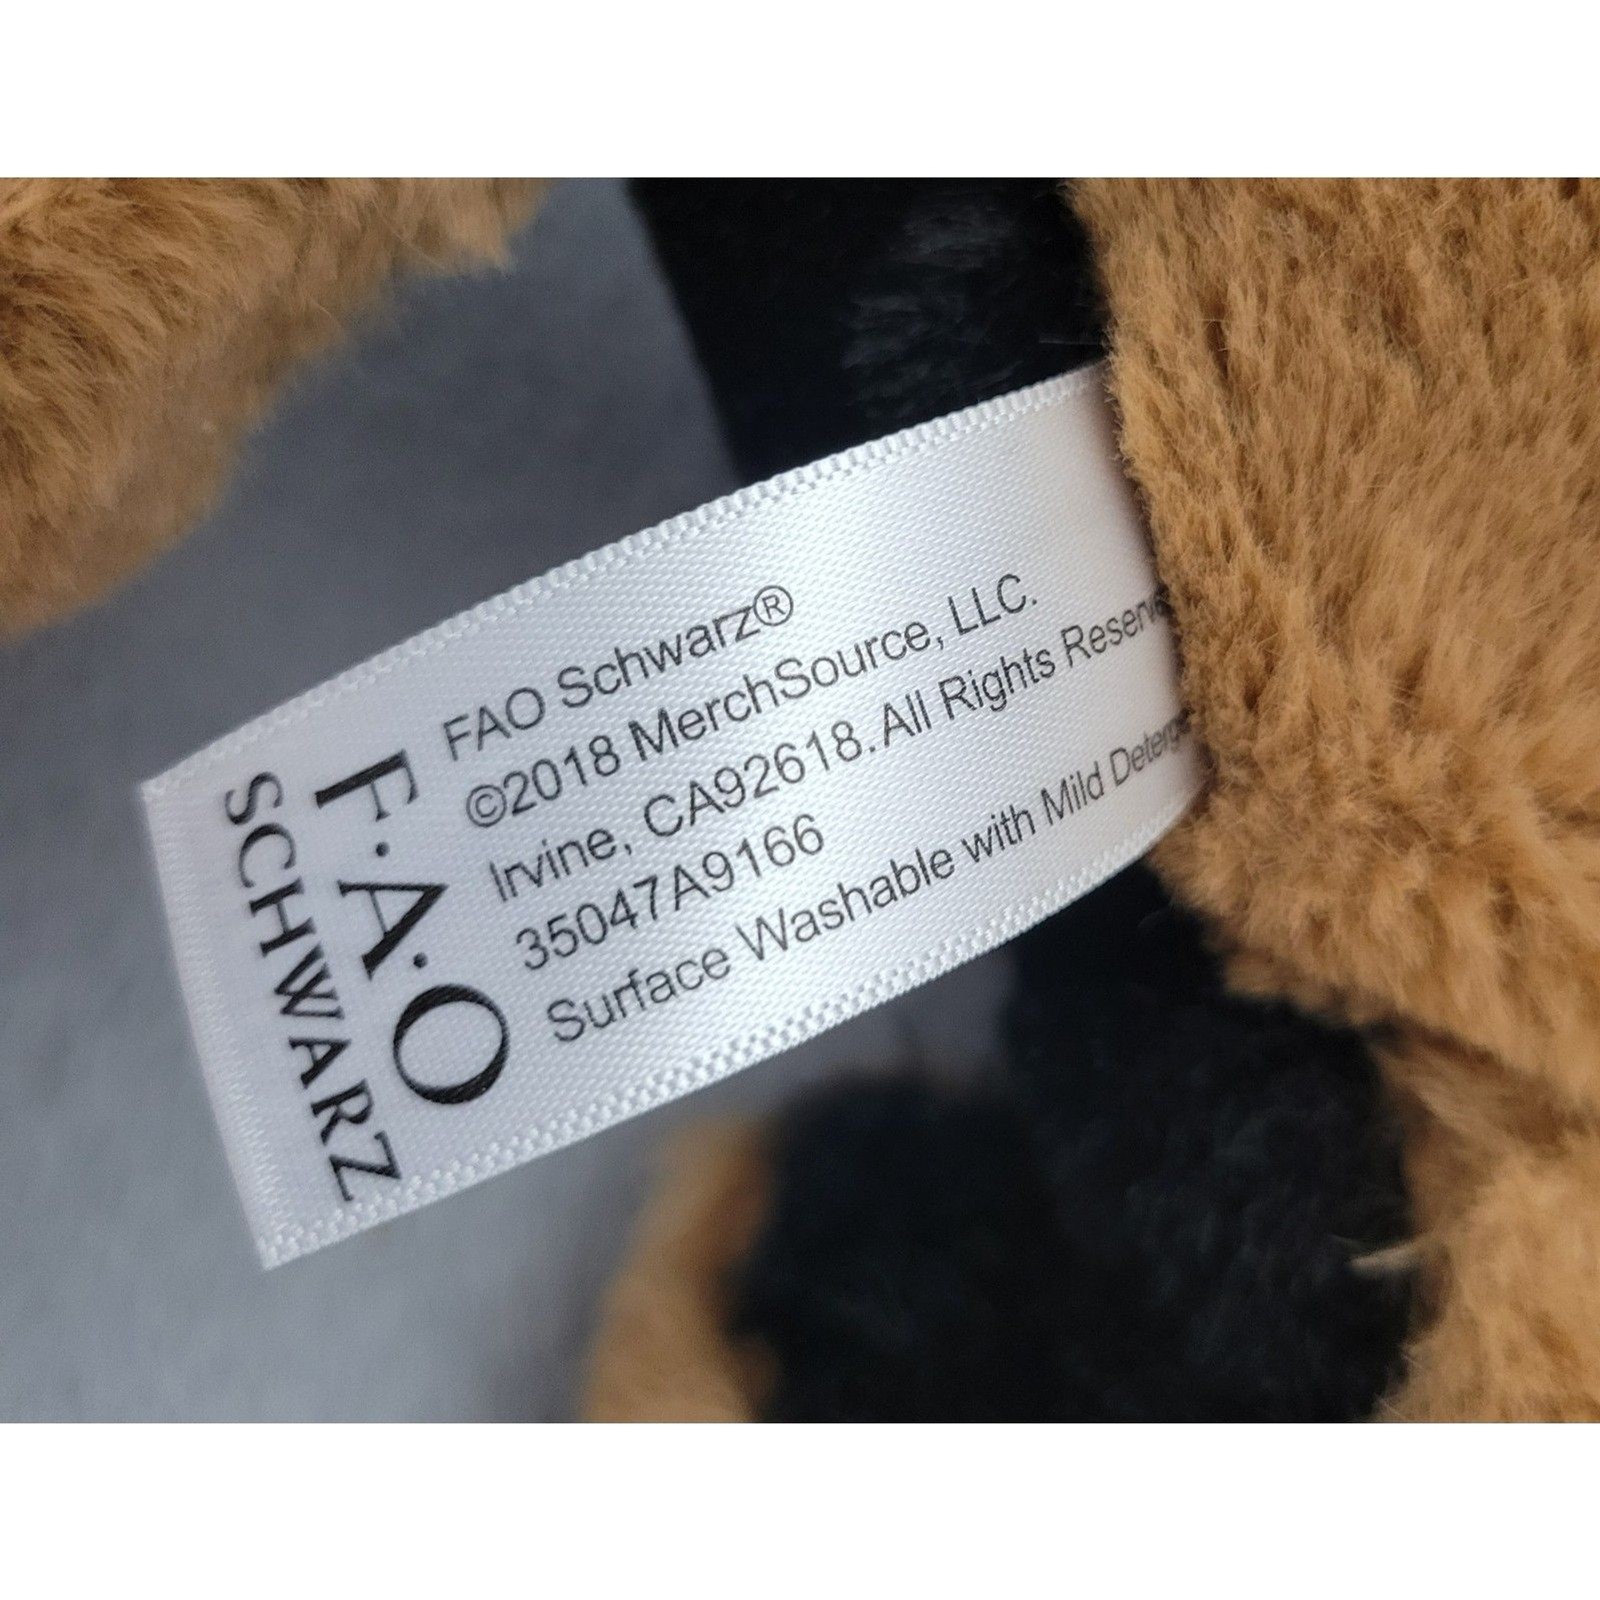 F·A·O
SCHWARZ
FAO Schwarz®
©2018 MerchSource, LLC.
Irvine, CA92618. All Rights
35047A9166
Surface Washable with Mild